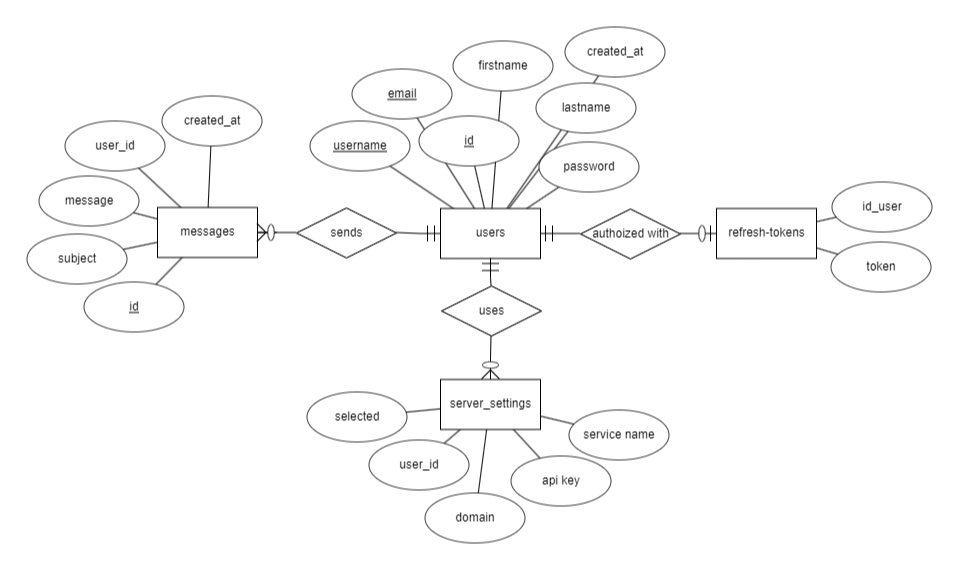 created_at
firstname
email
lastname
created_at
username
id
user_id
password
message
id_user
messages
sends
users
authoized with
refresh-tokens
subject
token
id
uses
server_settings
selected
service name
user_id
api key
domain